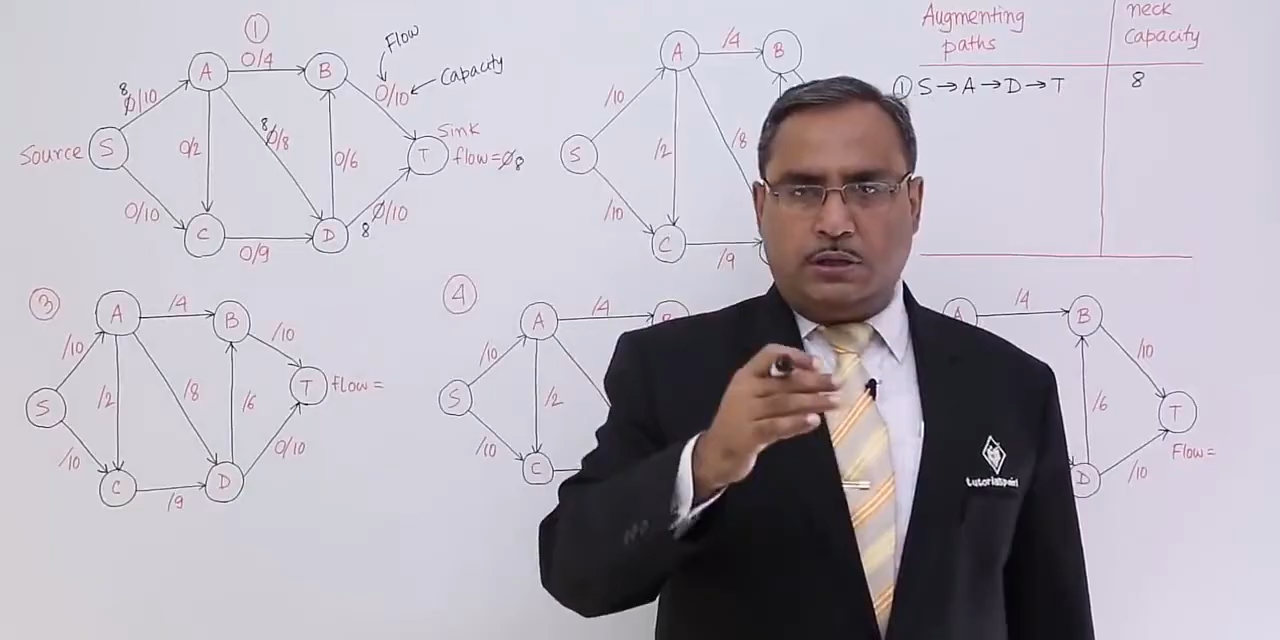 ①
A
0/4
B
Flow
Capacity
8
0/10
0/10
Source
S
0/2
8
0/8
0/6
T
Sink
flow=08
0/10
C
0/9
D
8
0/10
A
/4
B
/10
S
/2
/8
/10
C
/9
Augmenting
paths
neck
Capacity
① S→A→D→T
8
③
A
/4
B
/10
/10
S
/2
/8
/6
T
flow=
/10
C
/9
D
0/10
④
A
/4
/10
S
/2
/10
C
/4
B
/10
/6
T
Flow=
D
/10
tutorialspoint